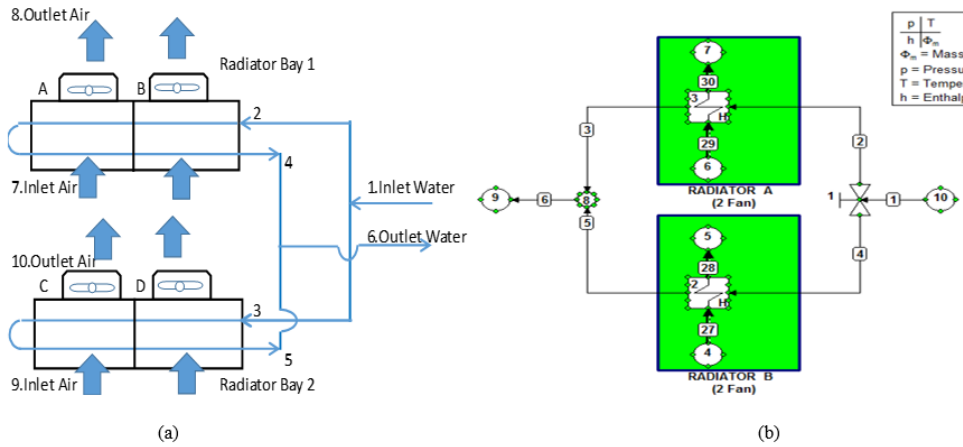 8.Outlet Air
Radiator Bay 1
A
B
2
4
7.Inlet Air
1.Inlet Water
6.Outlet Water
10.Outlet Air
C
D
3
5
9.Inlet Air
Radiator Bay 2
(a)
7
30
3
H
29
6
RADIATOR A
(2 Fan)
3
2
9
6
8
1
1
10
5
4
5
28
2
H
27
4
RADIATOR B
(2 Fan)
p T
h Φm
Φm = Mass
p = Pressu
T = Tempe
h = Enthalp
(b)